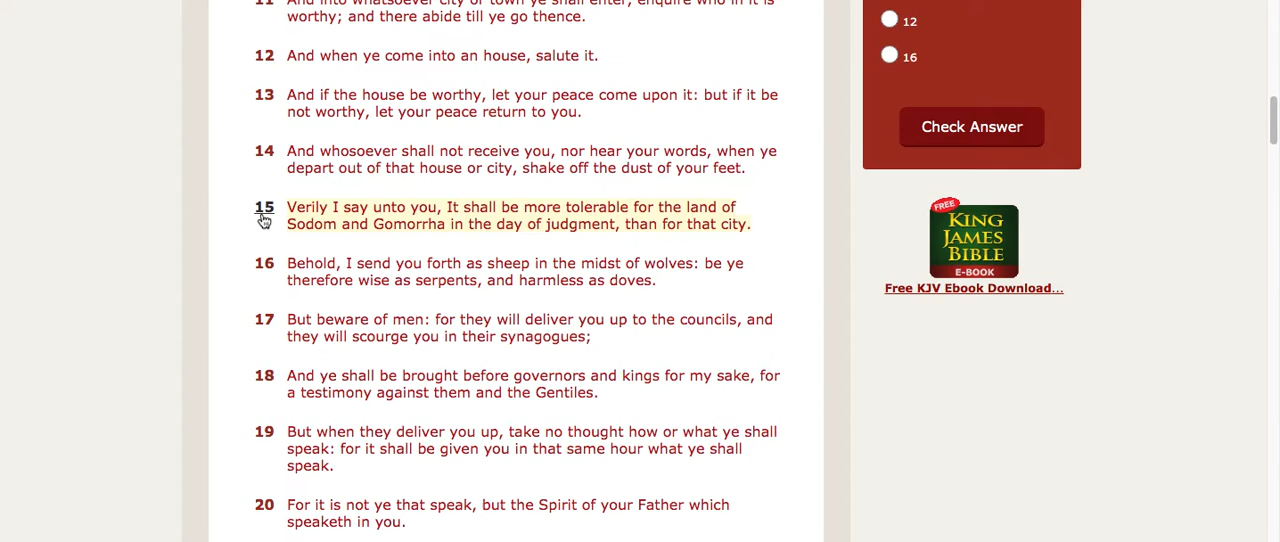 11 And into whatsoever city or town ye shall enter, enquire who in it is
worthy; and there abide till ye go thence.
12 And when ye come into an house, salute it.
13 And if the house be worthy, let your peace come upon it: but if it be
not worthy, let your peace return to you.
14 And whosoever shall not receive you, nor hear your words, when ye
depart out of that house or city, shake off the dust of your feet.
15 Verily I say unto you, It shall be more tolerable for the land of
Sodom and Gomorrha in the day of judgment, than for that city.
16 Behold, I send you forth as sheep in the midst of wolves: be ye
therefore wise as serpents, and harmless as doves.
17 But beware of men: for they will deliver you up to the councils, and
they will scourge you in their synagogues;
18 And ye shall be brought before governors and kings for my sake, for
a testimony against them and the Gentiles.
19 But when they deliver you up, take no thought how or what ye shall
speak: for it shall be given you in that same hour what ye shall
speak.
20 For it is not ye that speak, but the Spirit of your Father which
speaketh in you.
12
16
Check Answer
FREE
KING
JAMES
BIBLE
E-BOOK
Free KJV Ebook Download...